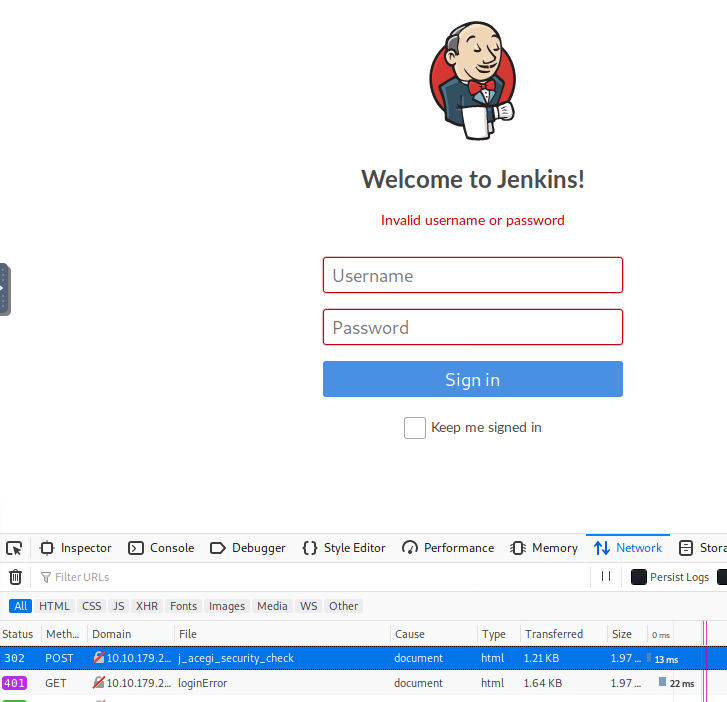 Welcome to Jenkins!
Invalid username or password
Username
Password
Sign in
Keep me signed in
Inspector Console Debugger {} Style Editor Performance Memory Network Stora
Filter URLs Persist Logs
All HTML CSS JS XHR Fonts Images Media WS Other
Status Meth... Domain File Cause Type Transferred Size 0 ms
302 POST 10.10.179.2... j_acegi_security_check document html 1.21 KB 1.97 ... 13 ms
401 GET 10.10.179.2... loginError document html 1.64 KB 1.97 ... 22 ms